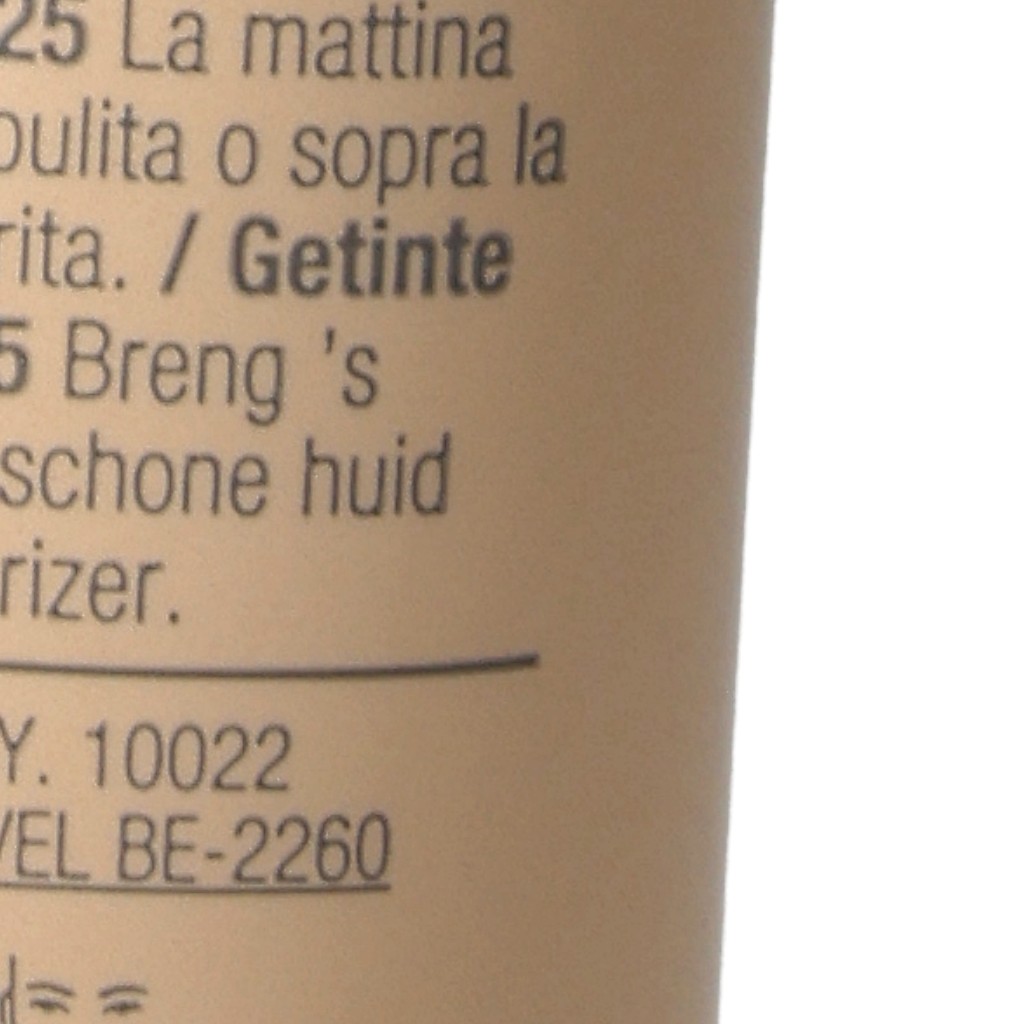 25 La mattina
pulita o sopra la
rita. / Getinte
5 Breng 's
schone huid
rizer.
Y. 10022
VEL BE-2260